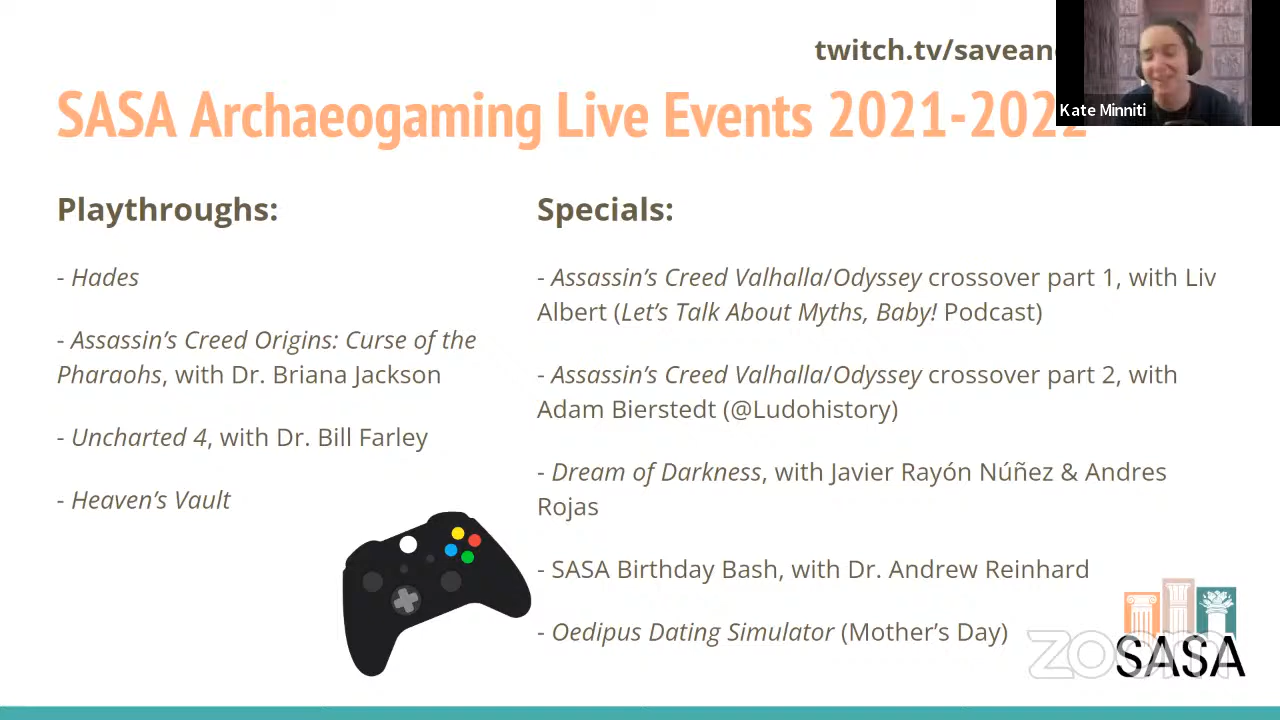 twitch.tv/saveand
Kate Minniti
SASA Archaeogaming Live Events 2021-2022
Playthroughs:
- Hades
- Assassin's Creed Origins: Curse of the
Pharaohs, with Dr. Briana Jackson
- Uncharted 4, with Dr. Bill Farley
- Heaven's Vault
Specials:
- Assassin's Creed Valhalla/Odyssey crossover part 1, with Liv
Albert (Let's Talk About Myths, Baby! Podcast)
- Assassin's Creed Valhalla/Odyssey crossover part 2, with
Adam Bierstedt (@Ludohistory)
- Dream of Darkness, with Javier Rayón Núñez & Andres
Rojas
- SASA Birthday Bash, with Dr. Andrew Reinhard
- Oedipus Dating Simulator (Mother's Day)
zoom
SASA